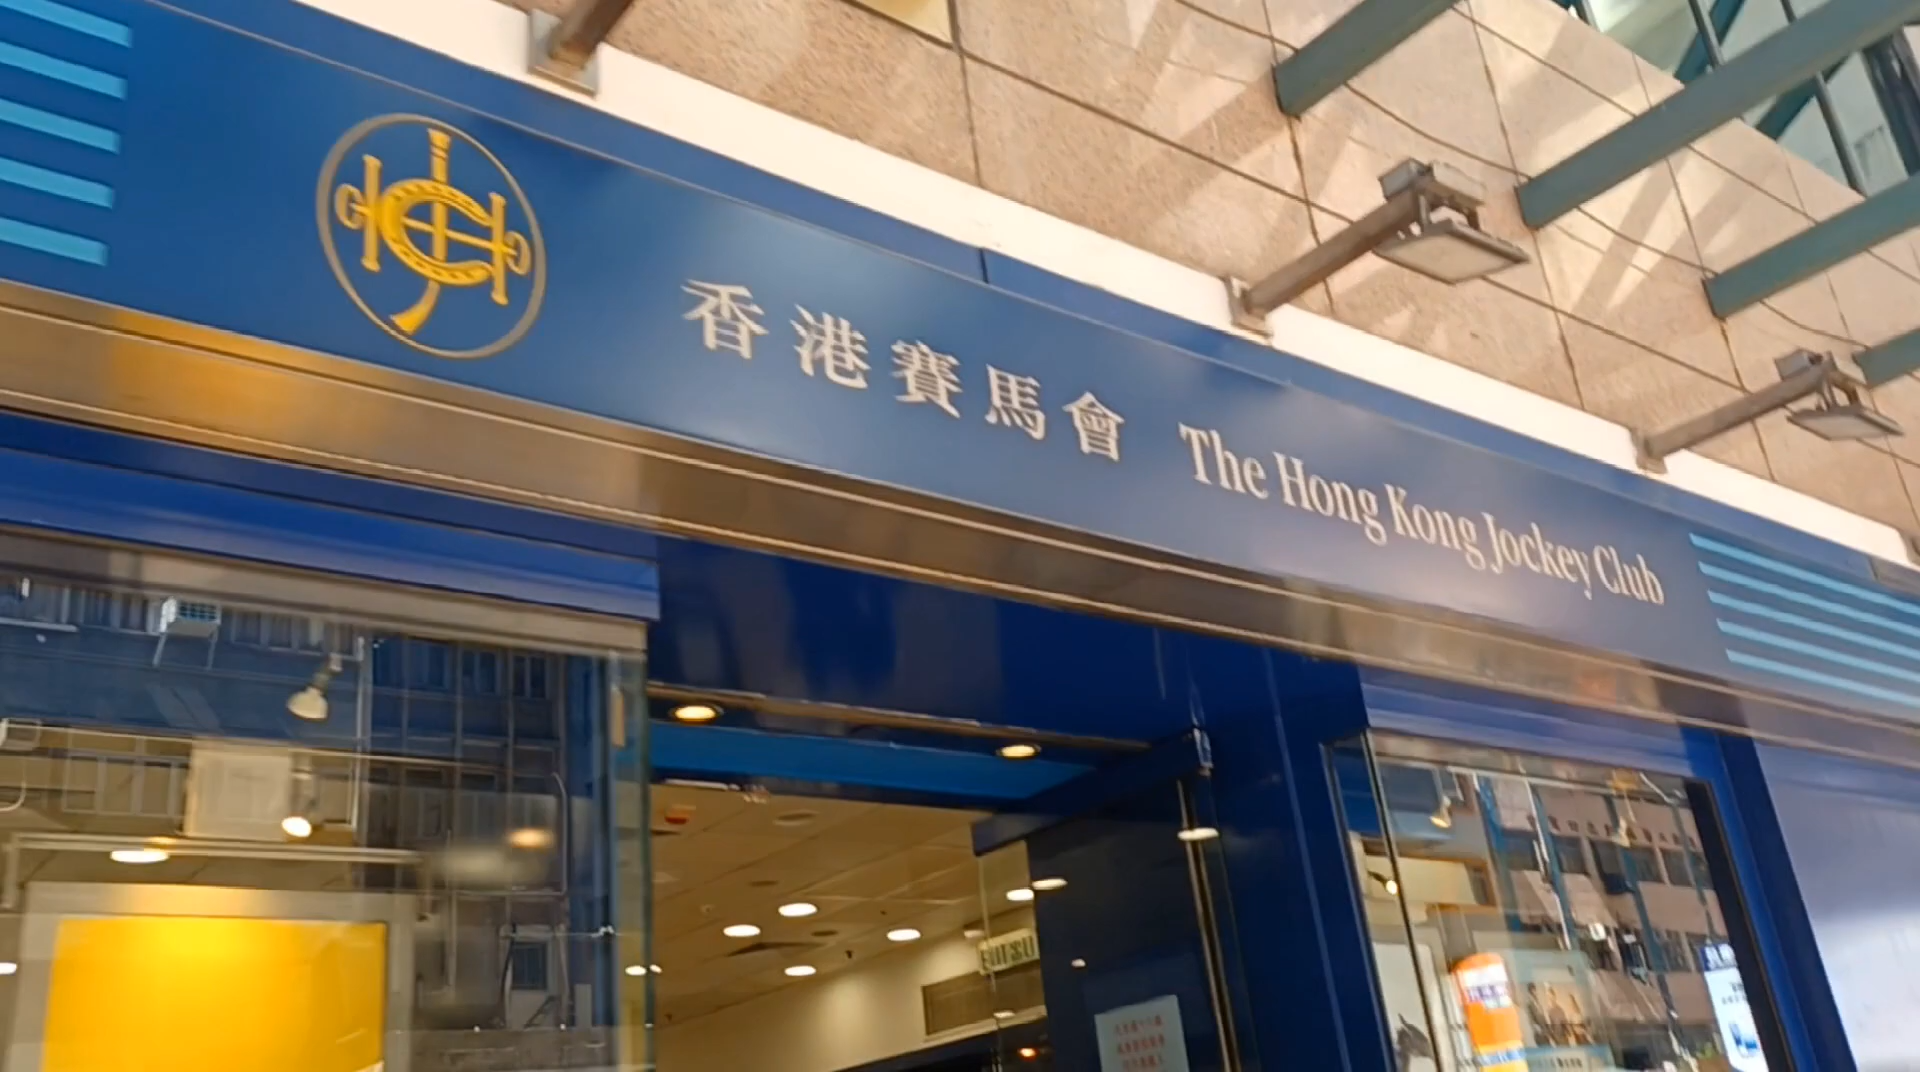 香港賽馬會 The Hong Kong Jockey Club